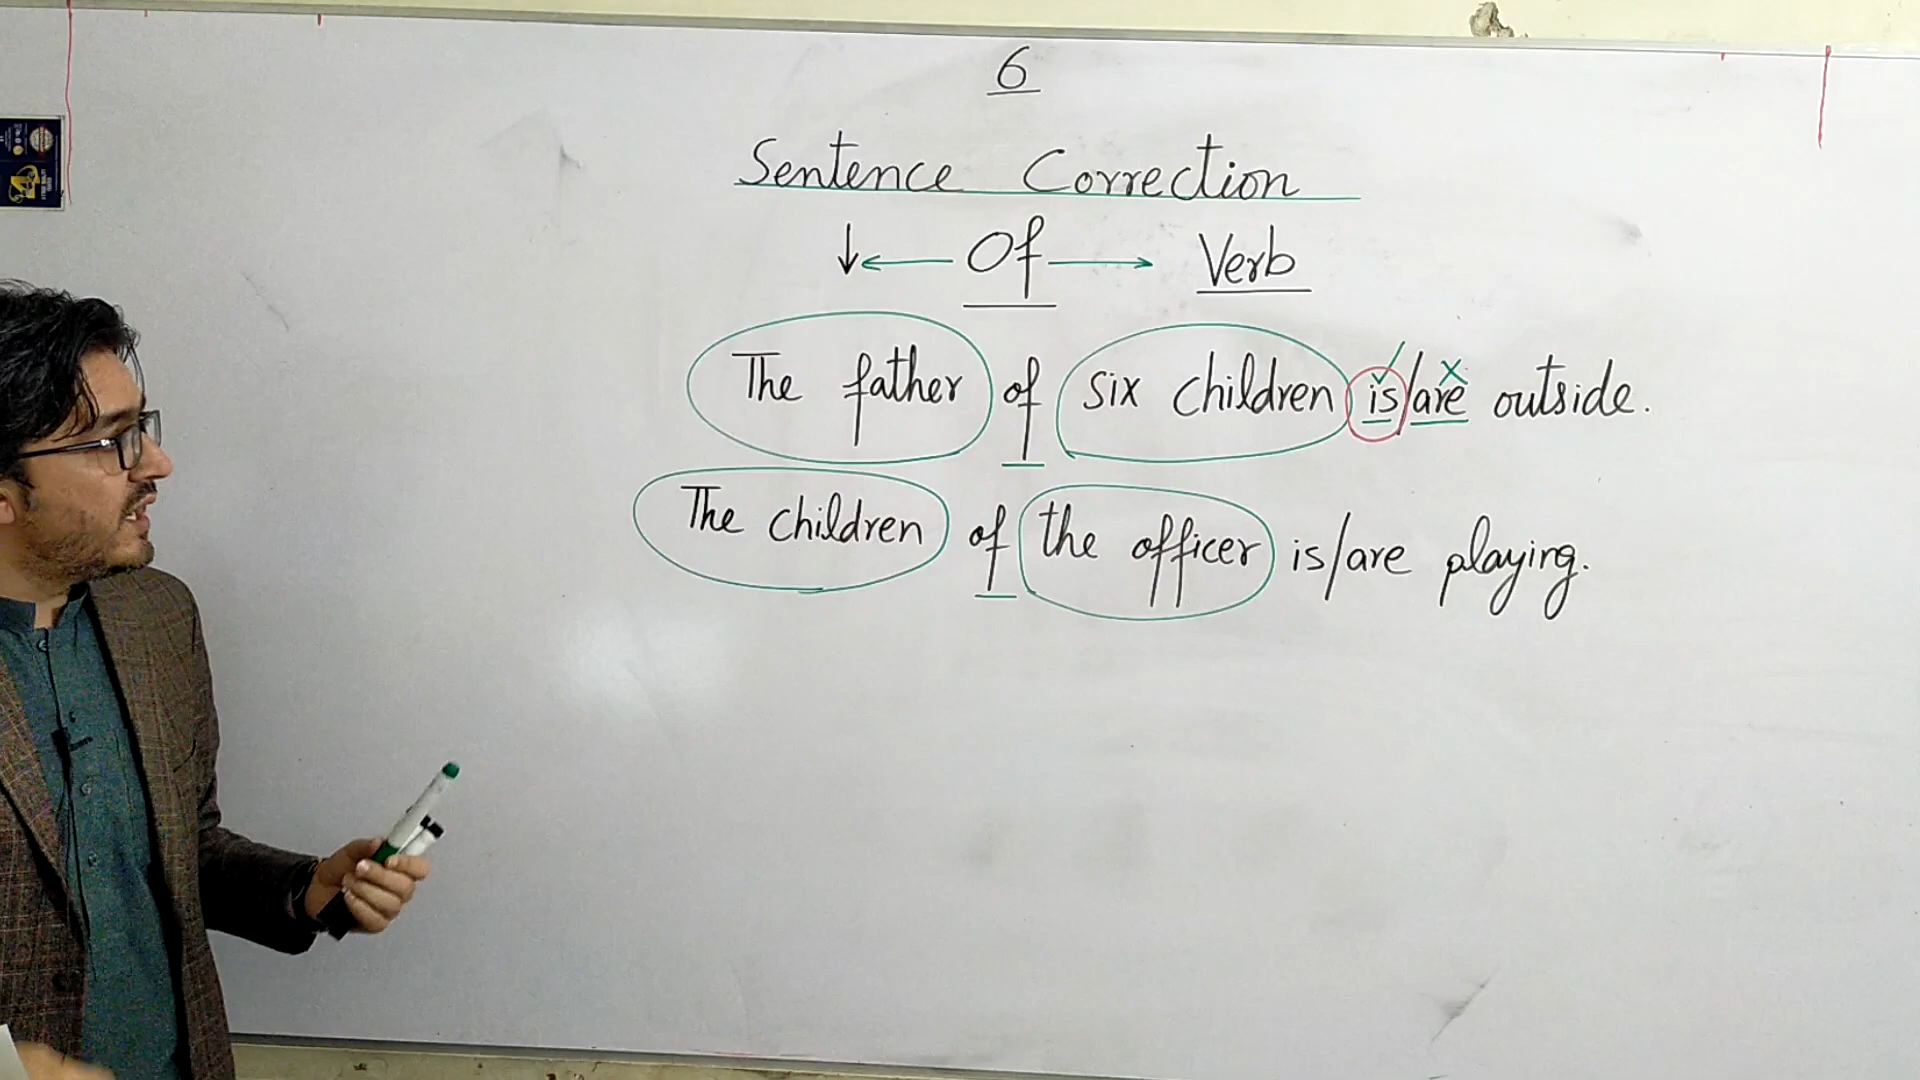 6
Sentence Correction
↓ ← Of → Verb
The father of six children is/are outside.
The children of the officer is/are playing.